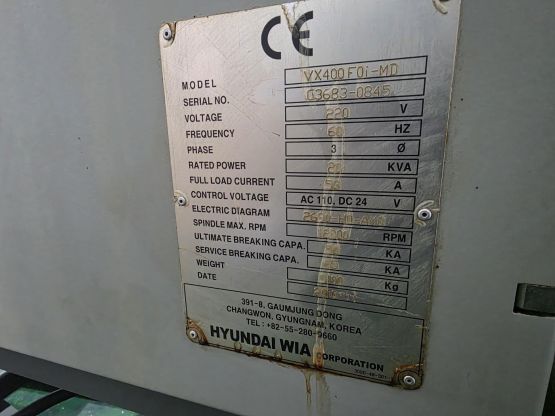 CE
MODEL VX400 F0i-MD
SERIAL NO. G3683-0845
VOLTAGE 220 V
FREQUENCY 60 HZ
PHASE 3 Ø
RATED POWER KVA
FULL LOAD CURRENT A
CONTROL VOLTAGE AC 110, DC 24 V
ELECTRIC DIAGRAM
SPINDLE MAX. RPM RPM
ULTIMATE BREAKING CAPA. KA
SERVICE BREAKING CAPA. KA
WEIGHT Kg
DATE
391-8, GAUMJUNG DONG
CHANGWON, GYUNGNAM, KOREA
TEL : +82-55-280-9660
HYUNDAI WIA CORPORATION